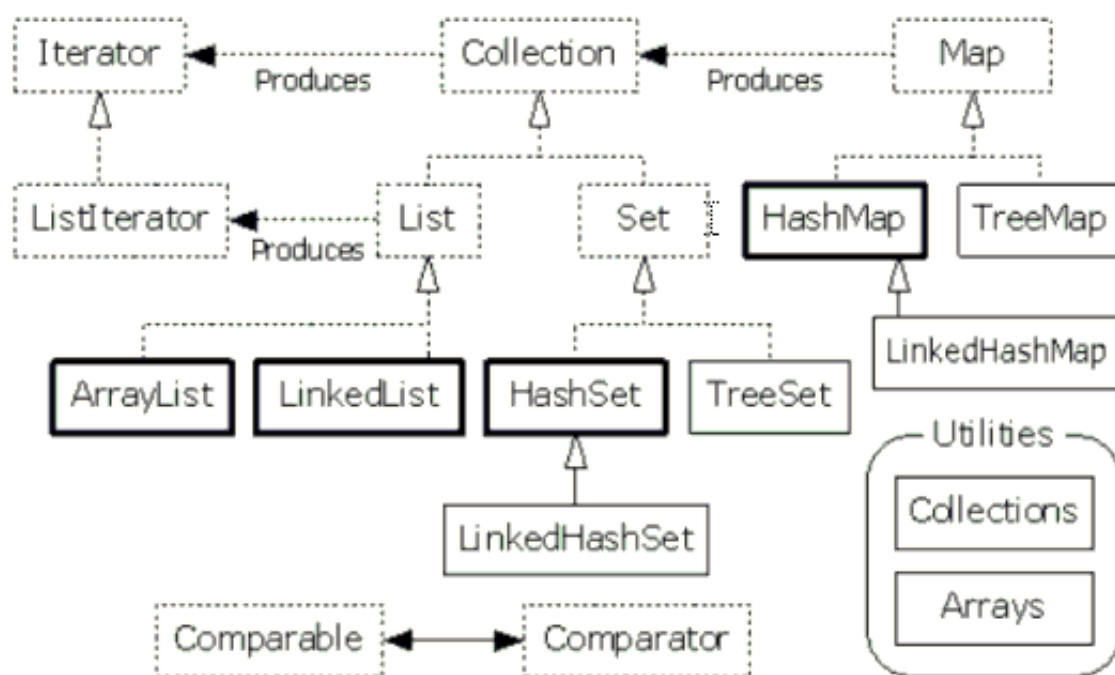 Iterator
Produces
Collection
Produces
Map
ListIterator
Produces
List
Set
HashMap
TreeMap
LinkedHashMap
ArrayList
LinkedList
HashSet
TreeSet
Utilities
Collections
LinkedHashSet
Arrays
Comparable
Comparator